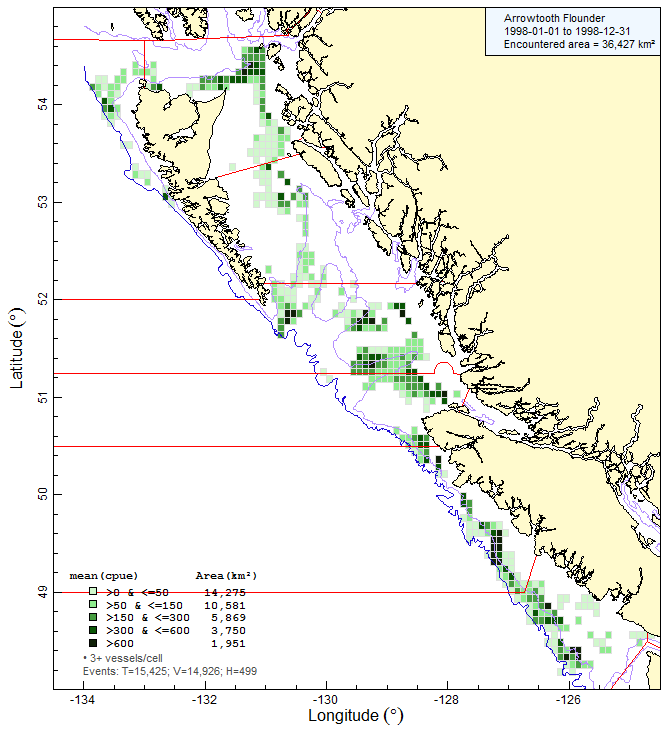 Arrowtooth Flounder
1998-01-01 to 1998-12-31
Encountered area = 36,427 km²
54
53
52
51
50
49
Latitude (°)
mean(cpue) Area(km²)
>0 & <=50 14,275
>50 & <=150 10,581
>150 & <=300 5,869
>300 & <=600 3,750
>600 1,951
• 3+ vessels/cell
Events: T=15,425; V=14,926; H=499
-134 -132 -130 -128 -126
Longitude (°)